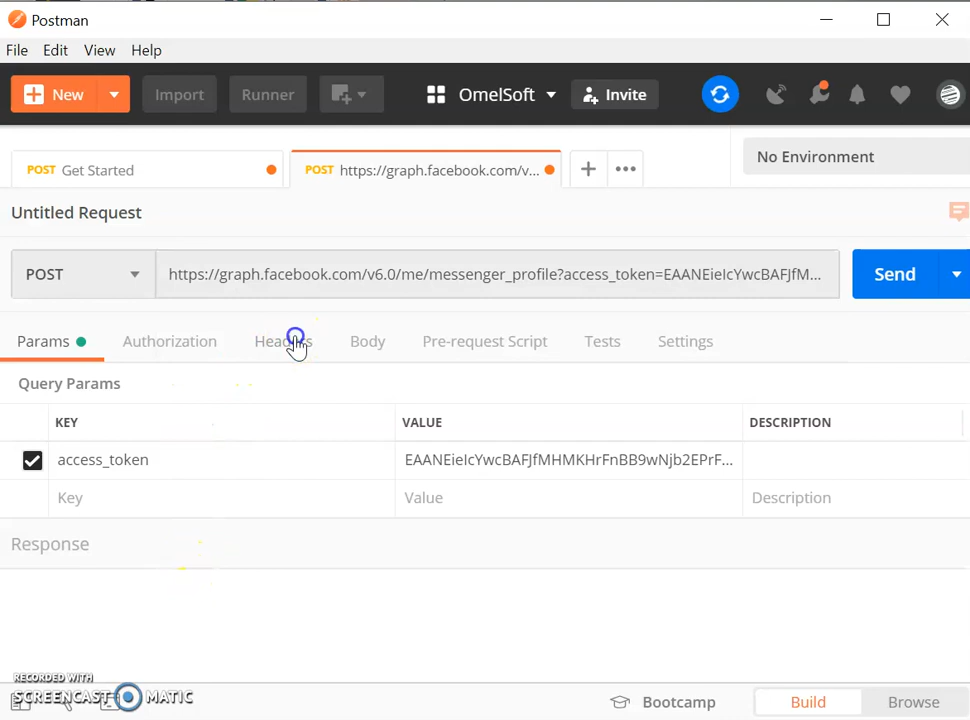 Postman
File Edit View Help
New Import Runner OmelSoft Invite
POST Get Started POST https://graph.facebook.com/v... No Environment
Untitled Request
POST https://graph.facebook.com/v6.0/me/messenger_profile?access_token=EAANEieIcYwcBAFJfM... Send
Params Authorization Headers Body Pre-request Script Tests Settings
Query Params
KEY VALUE DESCRIPTION
access_token EAANEieIcYwcBAFJfMHMKHrFnBB9wNjb2EPrF...
Key Value Description
Response
RECORDED WITH
SCREENCAST MATIC
Bootcamp Build Browse